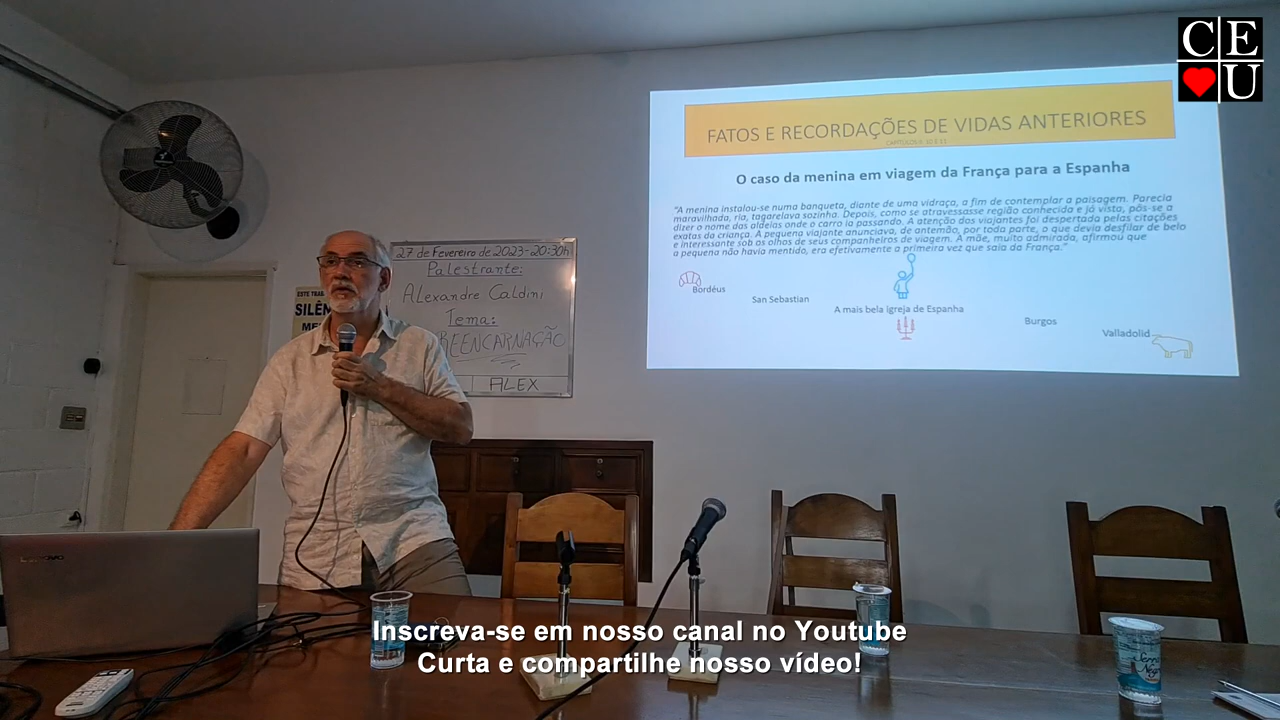 C E
U
FATOS E RECORDAÇÕES DE VIDAS ANTERIORES
O caso da menina em viagem da França para a Espanha
"A menina instalou-se numa banqueta, diante de uma vidraça, a fim de contemplar a paisagem. Parecia
maravilhada, ria, tagarelava sozinha. Depois, como se atravessasse região conhecida e já vista, pôs-se a
dizer o nome das aldeias onde o carro ia passando. A atenção dos viajantes foi despertada pelas citações
exatas da criança. A pequena viajante anunciava, de antemão, por toda parte, o que devia desfilar de belo
e interessante sob os olhos de seus companheiros de viagem. A mãe, muito admirada, afirmou que
a pequena não havia mentido, era efetivamente a primeira vez que saía da França."
Bordéus
San Sebastian
A mais bela igreja de Espanha
Burgos
Valladolid
27 de Fevereiro de 2023-20:30h
Palestrante:
Alexandre Caldini
Tema:
REENCARNAÇÃO
ALEX
ESTE TRA
SILÊN
lenovo
Inscreva-se em nosso canal no Youtube
Curta e compartilhe nosso vídeo!